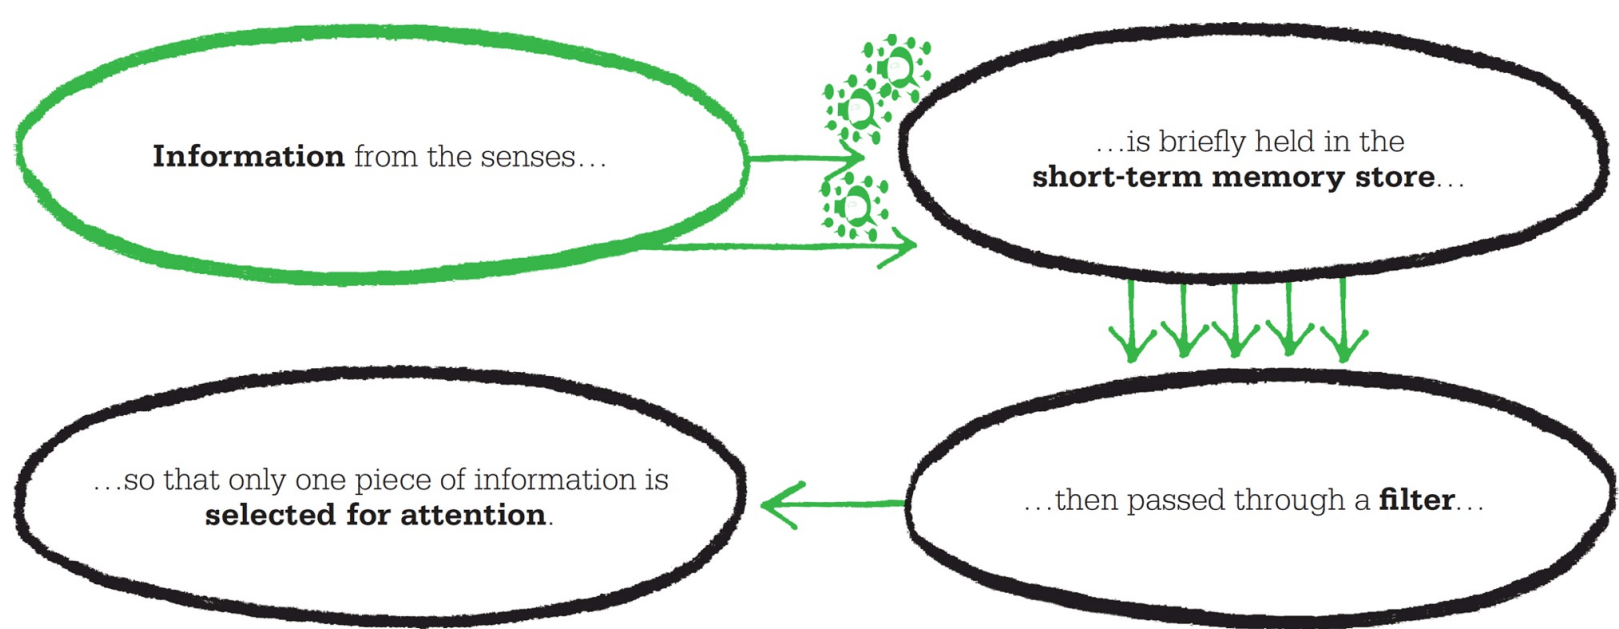 Information from the senses…
…is briefly held in the
short-term memory store…
…then passed through a filter…
…so that only one piece of information is
selected for attention.